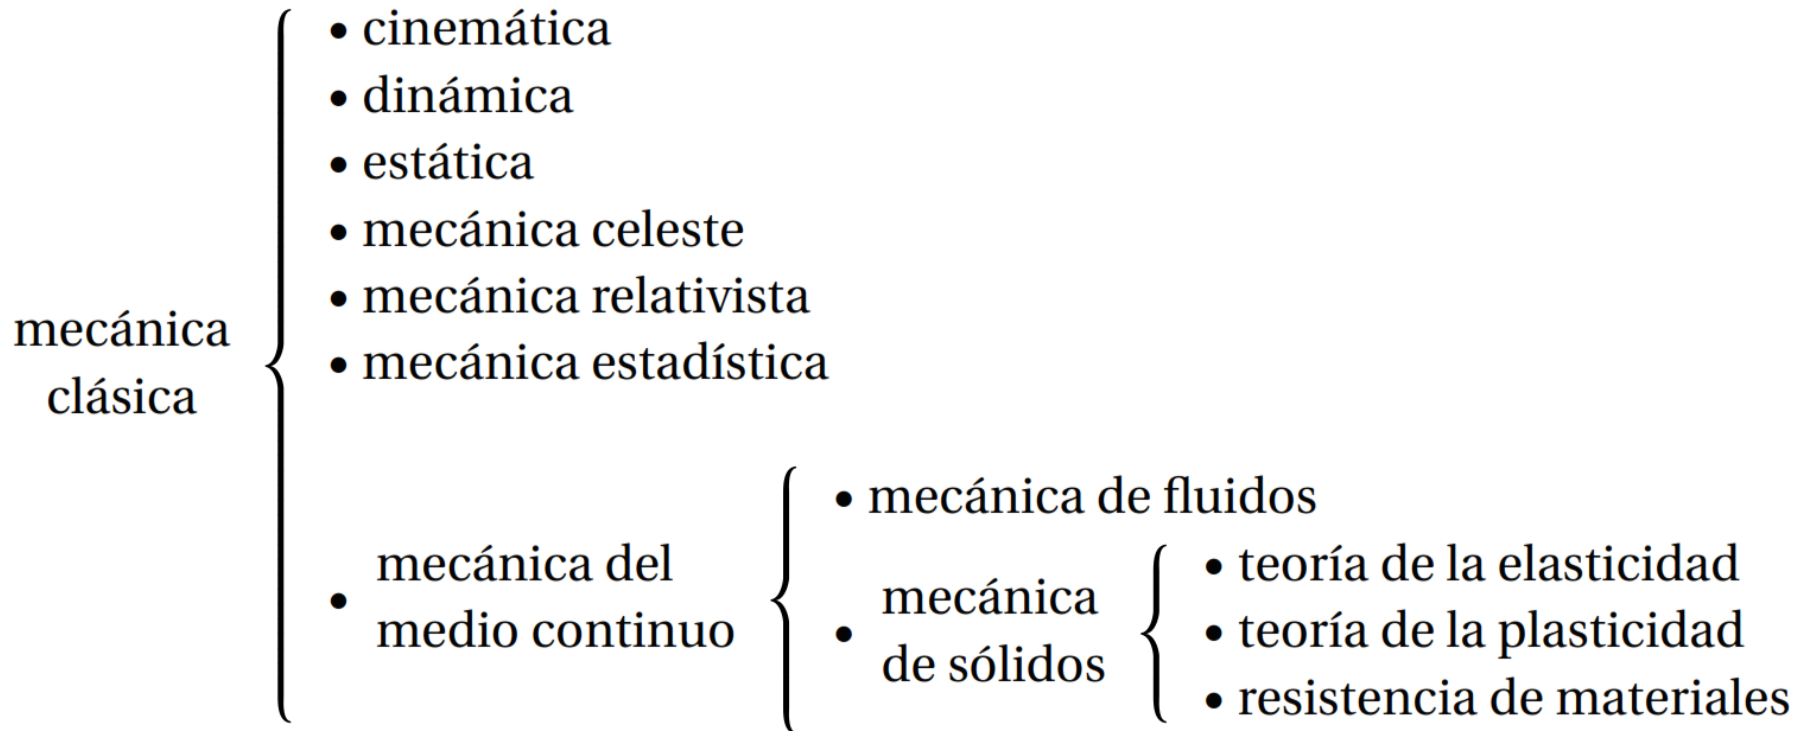 • cinemática
• dinámica
• estática
• mecánica celeste
• mecánica relativista
• mecánica estadística
mecánica
clásica
• mecánica del
medio continuo
• mecánica de fluidos
• mecánica
de sólidos
• teoría de la elasticidad
• teoría de la plasticidad
• resistencia de materiales